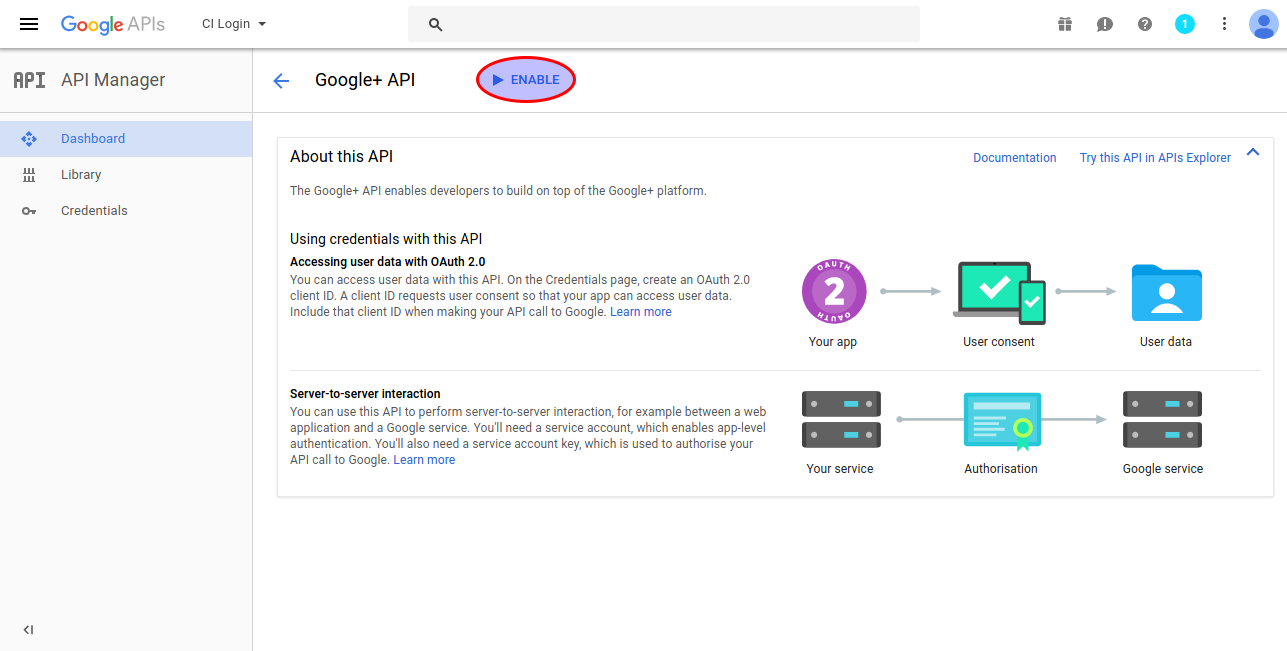 Google APIs
CI Login
1
API
API Manager
Google+ API
ENABLE
Dashboard
Library
Credentials
About this API
Documentation
Try this API in APIs Explorer
The Google+ API enables developers to build on top of the Google+ platform.
Using credentials with this API
Accessing user data with OAuth 2.0
You can access user data with this API. On the Credentials page, create an OAuth 2.0
client ID. A client ID requests user consent so that your app can access user data.
Include that client ID when making your API call to Google. Learn more
OAUTH
2
OAUTH
Your app
User consent
User data
Server-to-server interaction
You can use this API to perform server-to-server interaction, for example between a web
application and a Google service. You'll need a service account, which enables app-level
authentication. You'll also need a service account key, which is used to authorise your
API call to Google. Learn more
Your service
Authorisation
Google service